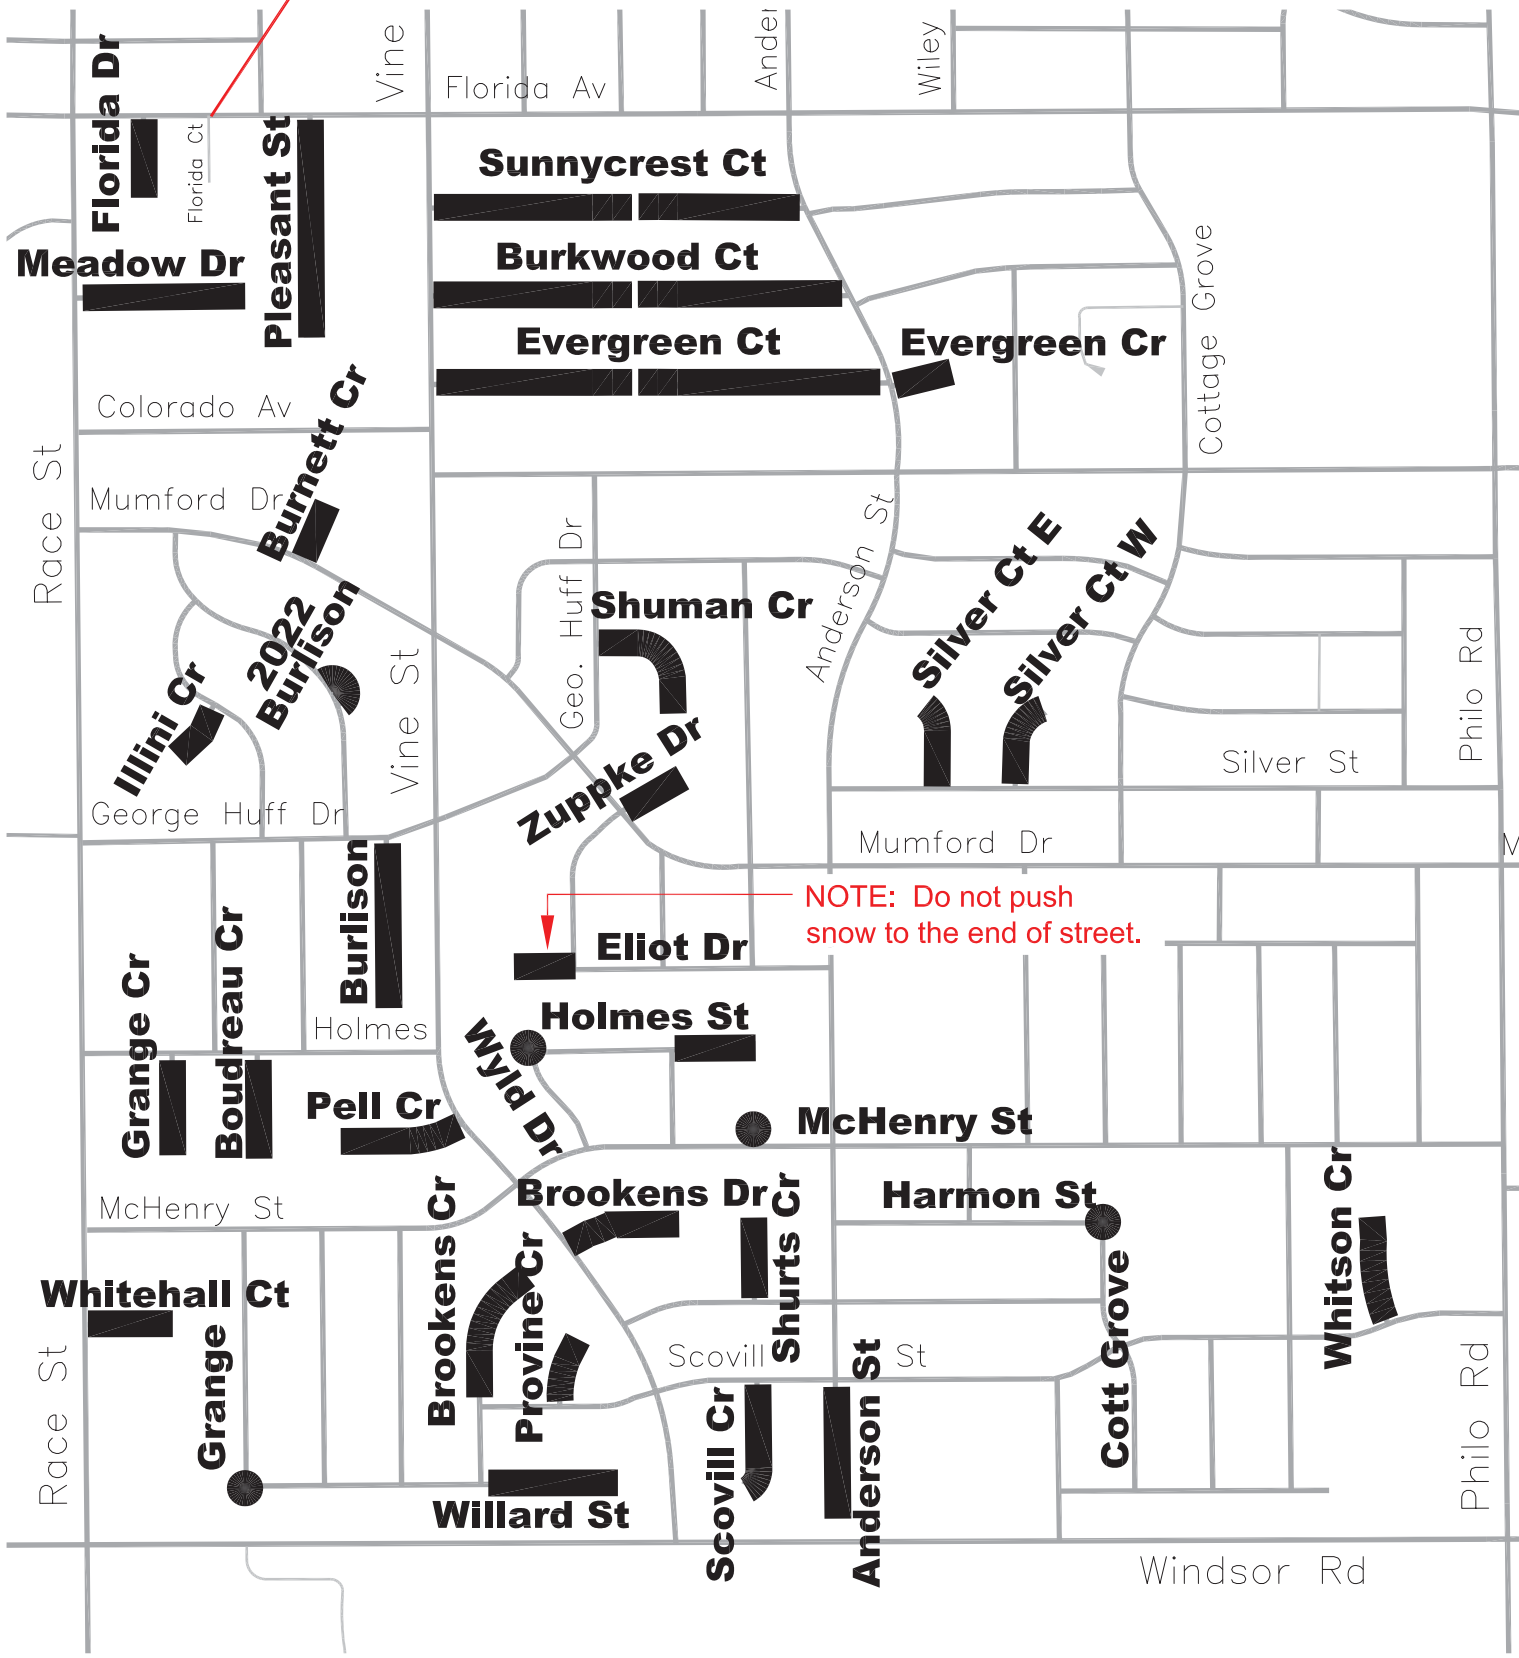 Vine
Ander
Wiley
Florida Av
Florida Dr
Florida Ct
Pleasant St
Sunnycrest Ct
Meadow Dr
Burkwood Ct
Evergreen Ct
Evergreen Cr
Cottage Grove
Colorado Av
Burnett Cr
Race St
Mumford Dr
Anderson St
Geo. Huff Dr
Silver Ct E
Silver Ct W
Shuman Cr
2022
Burlison
Illini Cr
Vine St
Philo Rd
Zuppke Dr
Silver St
George Huff Dr
Mumford Dr
M
Burlison
NOTE: Do not push
snow to the end of street.
Eliot Dr
Grange Cr
Boudreau Cr
Holmes
Holmes St
Wyld Dr
Pell Cr
McHenry St
McHenry St
Brookens Dr
Harmon St
Whitson Cr
Brookens Cr
Provine Cr
Shurts Cr
Whitehall Ct
Grange
Cott Grove
Scovill St
Race St
Philo Rd
Scovill Cr
Anderson St
Willard St
Windsor Rd